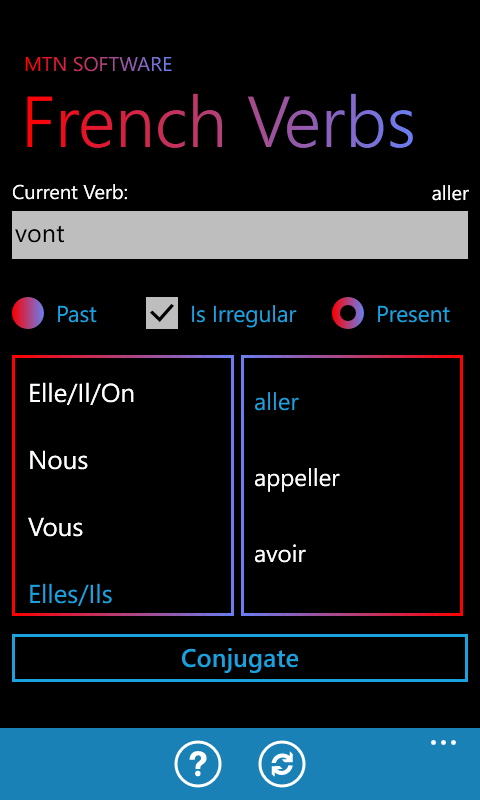 MTN SOFTWARE
French Verbs
Current Verb: aller
vont
Past Is Irregular Present
Elle/Il/On
Nous
Vous
Elles/Ils
aller
appeller
avoir
Conjugate